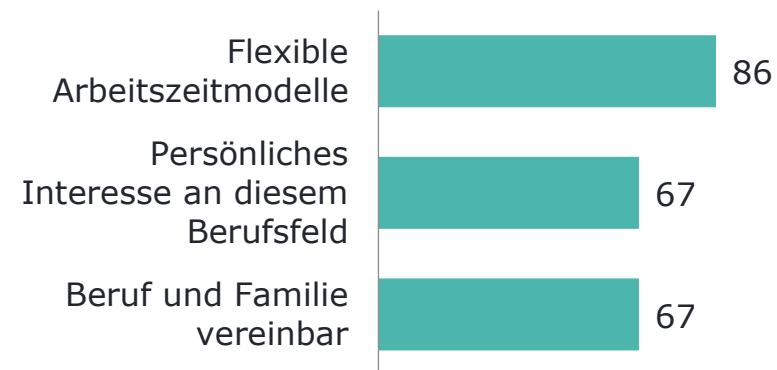 Flexible
Arbeitszeitmodelle
86
Persönliches
Interesse an diesem
Berufsfeld
67
Beruf und Familie
vereinbar
67